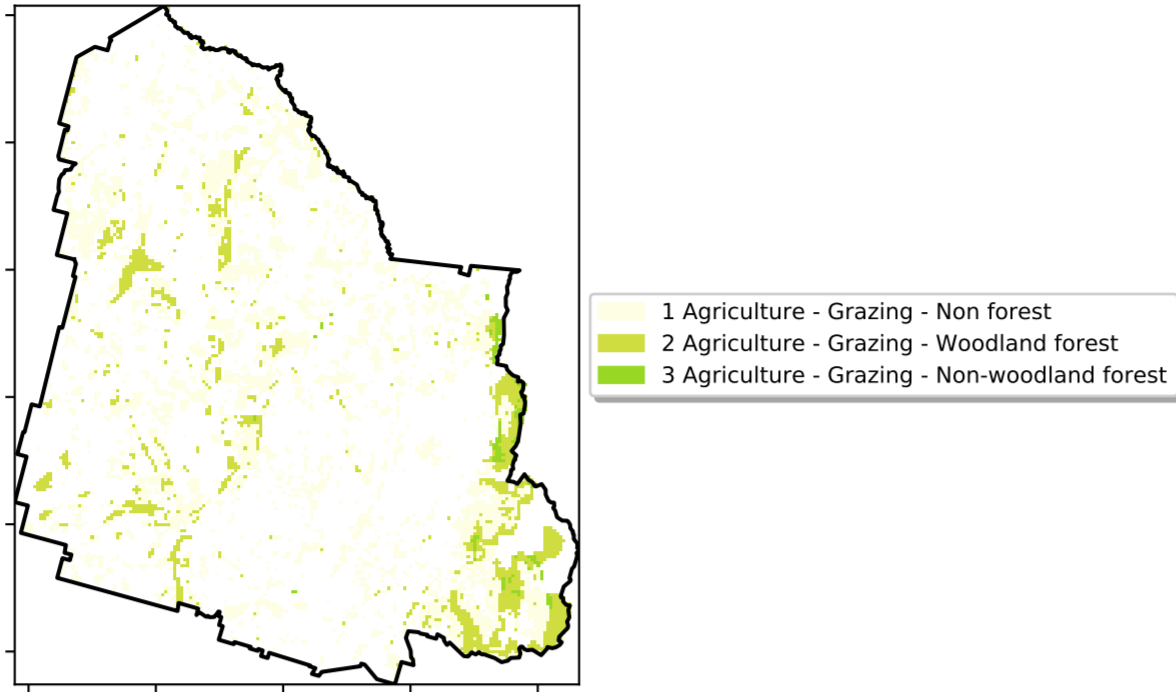 1 Agriculture - Grazing - Non forest
2 Agriculture - Grazing - Woodland forest
3 Agriculture - Grazing - Non-woodland forest